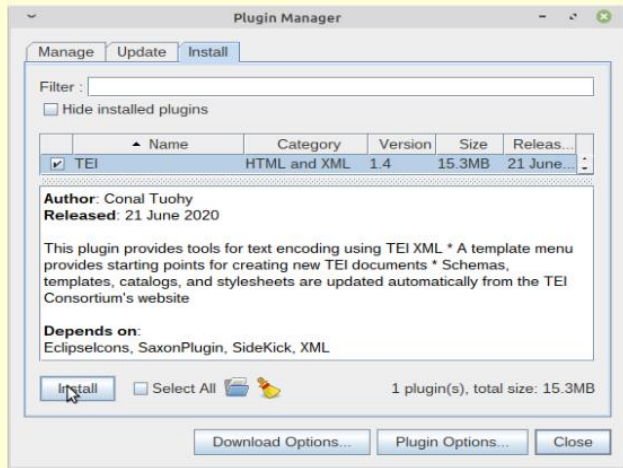 Plugin Manager
Manage Update Install
Filter :
Hide installed plugins
Name Category Version Size Releas...
TEI HTML and XML 1.4 15.3MB 21 June...
Author: Conal Tuohy
Released: 21 June 2020
This plugin provides tools for text encoding using TEI XML * A template menu
provides starting points for creating new TEI documents * Schemas,
templates, catalogs, and stylesheets are updated automatically from the TEI
Consortium's website
Depends on:
EclipseIcons, SaxonPlugin, SideKick, XML
Install Select All 1 plugin(s), total size: 15.3MB
Download Options... Plugin Options... Close